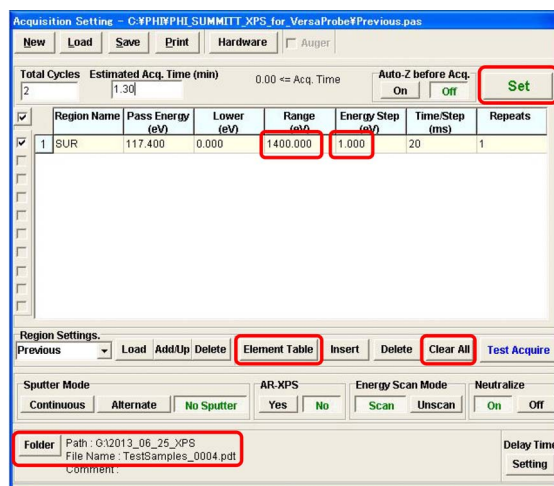 Acquisition Setting - C:¥PHI¥PHI_SUMMITT_XPS_for_VersaProbe¥Previous.pas
New Load Save Print Hardware Auger
Total Cycles Estimated Acq. Time (min) 0.00 <= Acq. Time Auto-Z before Acq.
2 1.30 On Off Set
Region Name Pass Energy (eV) Lower (eV) Range (eV) Energy Step (eV) Time/Step (ms) Repeats
1 SUR 117.400 0.000 1400.000 1.000 20 1
Region Settings.
Previous Load Add/Up Delete Element Table Insert Delete Clear All Test Acquire
Sputter Mode AR-XPS Energy Scan Mode Neutralize
Continuous Alternate No Sputter Yes No Scan Unscan On Off
Folder Path : G:\2013_06_25_XPS
File Name : TestSamples_0004.pdt
Comment :
Delay Time
Setting